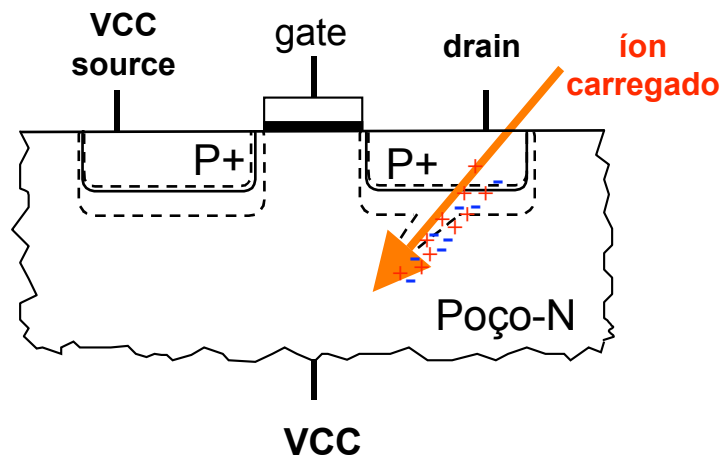 VCC
source
gate
drain
íon
carregado
P+
P+
Poço-N
VCC